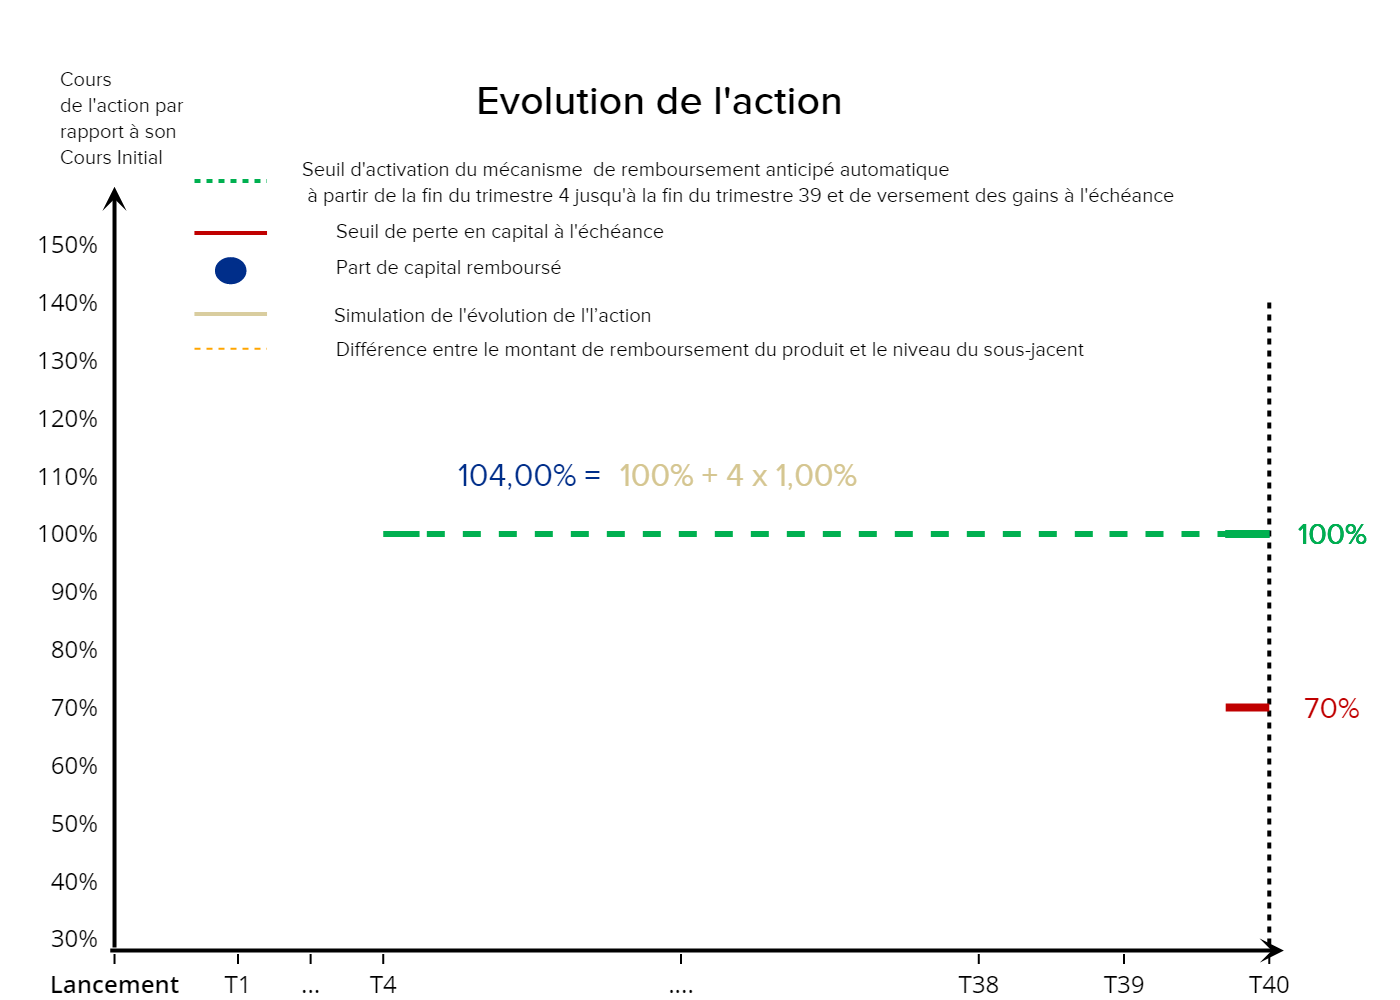 Cours
de l'action par
rapport à son
Cours Initial
Evolution de l'action
Seuil d'activation du mécanisme  de remboursement anticipé automatique
à partir de la fin du trimestre 4 jusqu'à la fin du trimestre 39 et de versement des gains à l'échéance
Seuil de perte en capital à l'échéance
Part de capital remboursé
Simulation de l'évolution de l'l’action
Différence entre le montant de remboursement du produit et le niveau du sous-jacent
150%
140%
130%
120%
110%
104,00% = 100% + 4 x 1,00%
100%
100%
90%
80%
70%
70%
60%
50%
40%
30%
Lancement T1 ... T4 .... T38 T39 T40